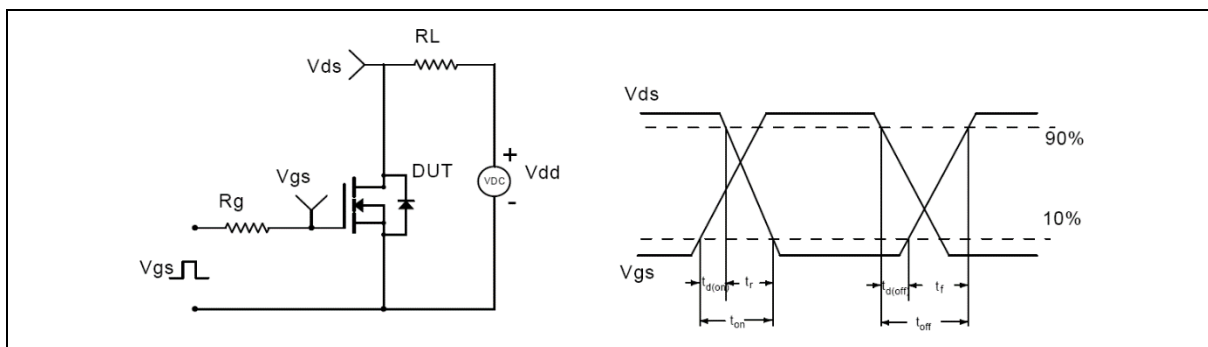 RL
Vds
Vgs
DUT
+
VDC
Vdd
-
Rg
Vgs
Vds
90%
10%
Vgs
td(on)
tr
td(off)
tf
ton
toff